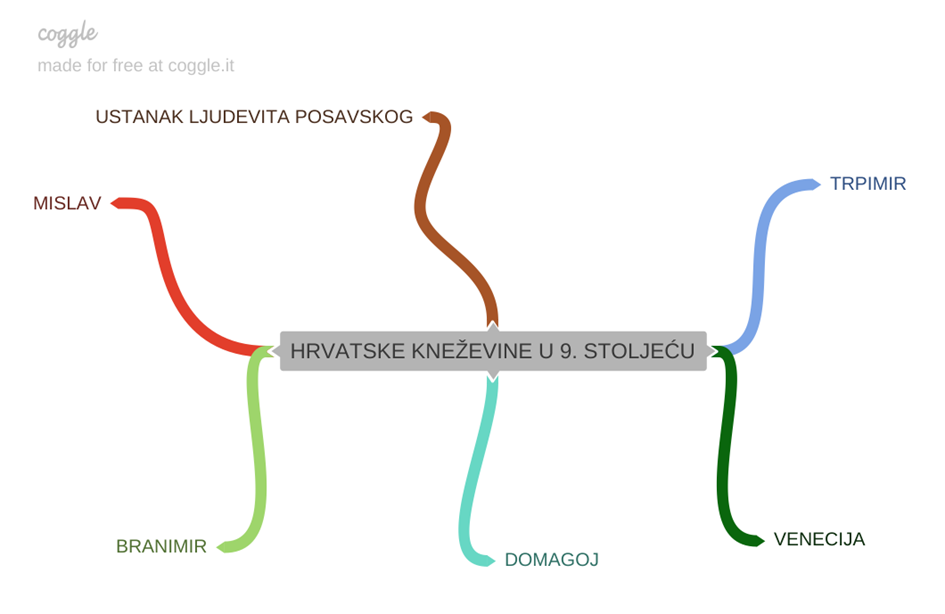 coggle
made for free at coggle.it
USTANAK LJUDEVITA POSAVSKOG
TRPIMIR
MISLAV
HRVATSKE KNEŽEVINE U 9. STOLJEĆU
BRANIMIR
DOMAGOJ
VENECIJA